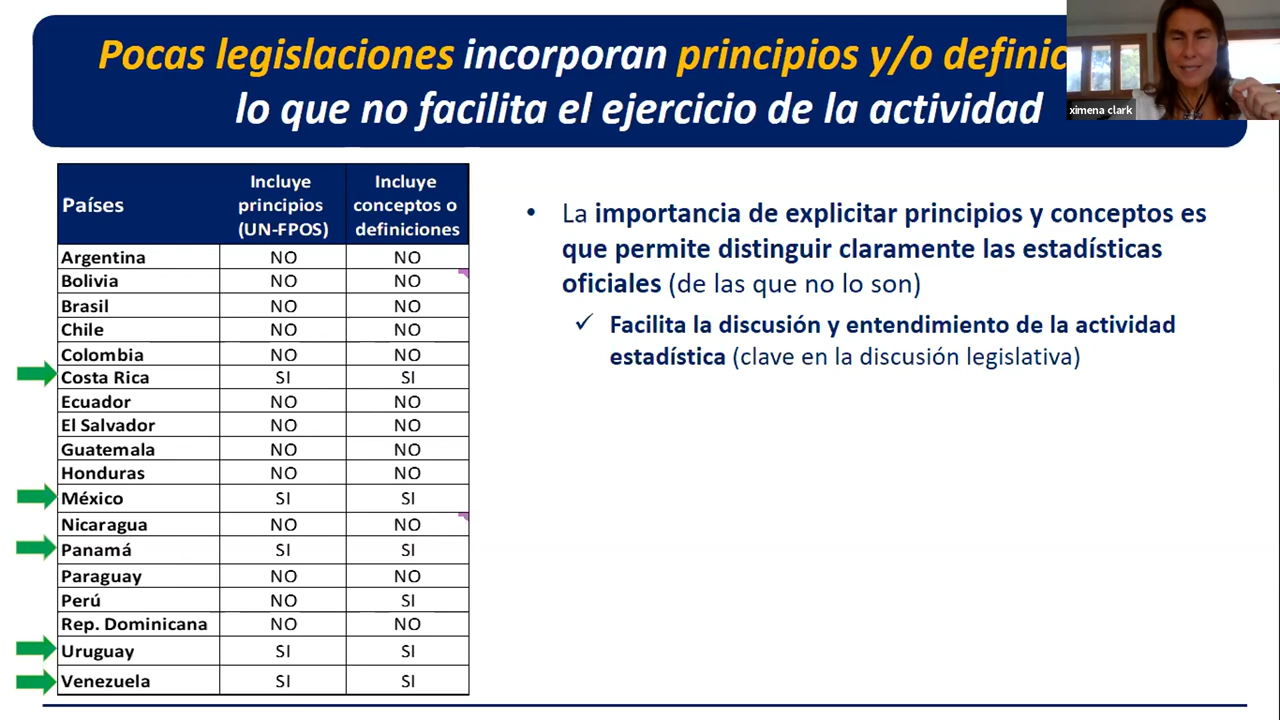 Pocas legislaciones incorporan principios y/o
lo que no facilita el ejercicio de la actividad
ximena clark
Países Incluye principios (UN-FPOS) Incluye conceptos o definiciones
Argentina NO NO
Bolivia NO NO
Brasil NO NO
Chile NO NO
Colombia NO NO
Costa Rica SI SI
Ecuador NO NO
El Salvador NO NO
Guatemala NO NO
Honduras NO NO
México SI SI
Nicaragua NO NO
Panamá SI SI
Paraguay NO NO
Perú NO SI
Rep. Dominicana NO NO
Uruguay SI SI
Venezuela SI SI
• La importancia de explicitar principios y conceptos es
que permite distinguir claramente las estadísticas
oficiales (de las que no lo son)
✓ Facilita la discusión y entendimiento de la actividad
estadística (clave en la discusión legislativa)